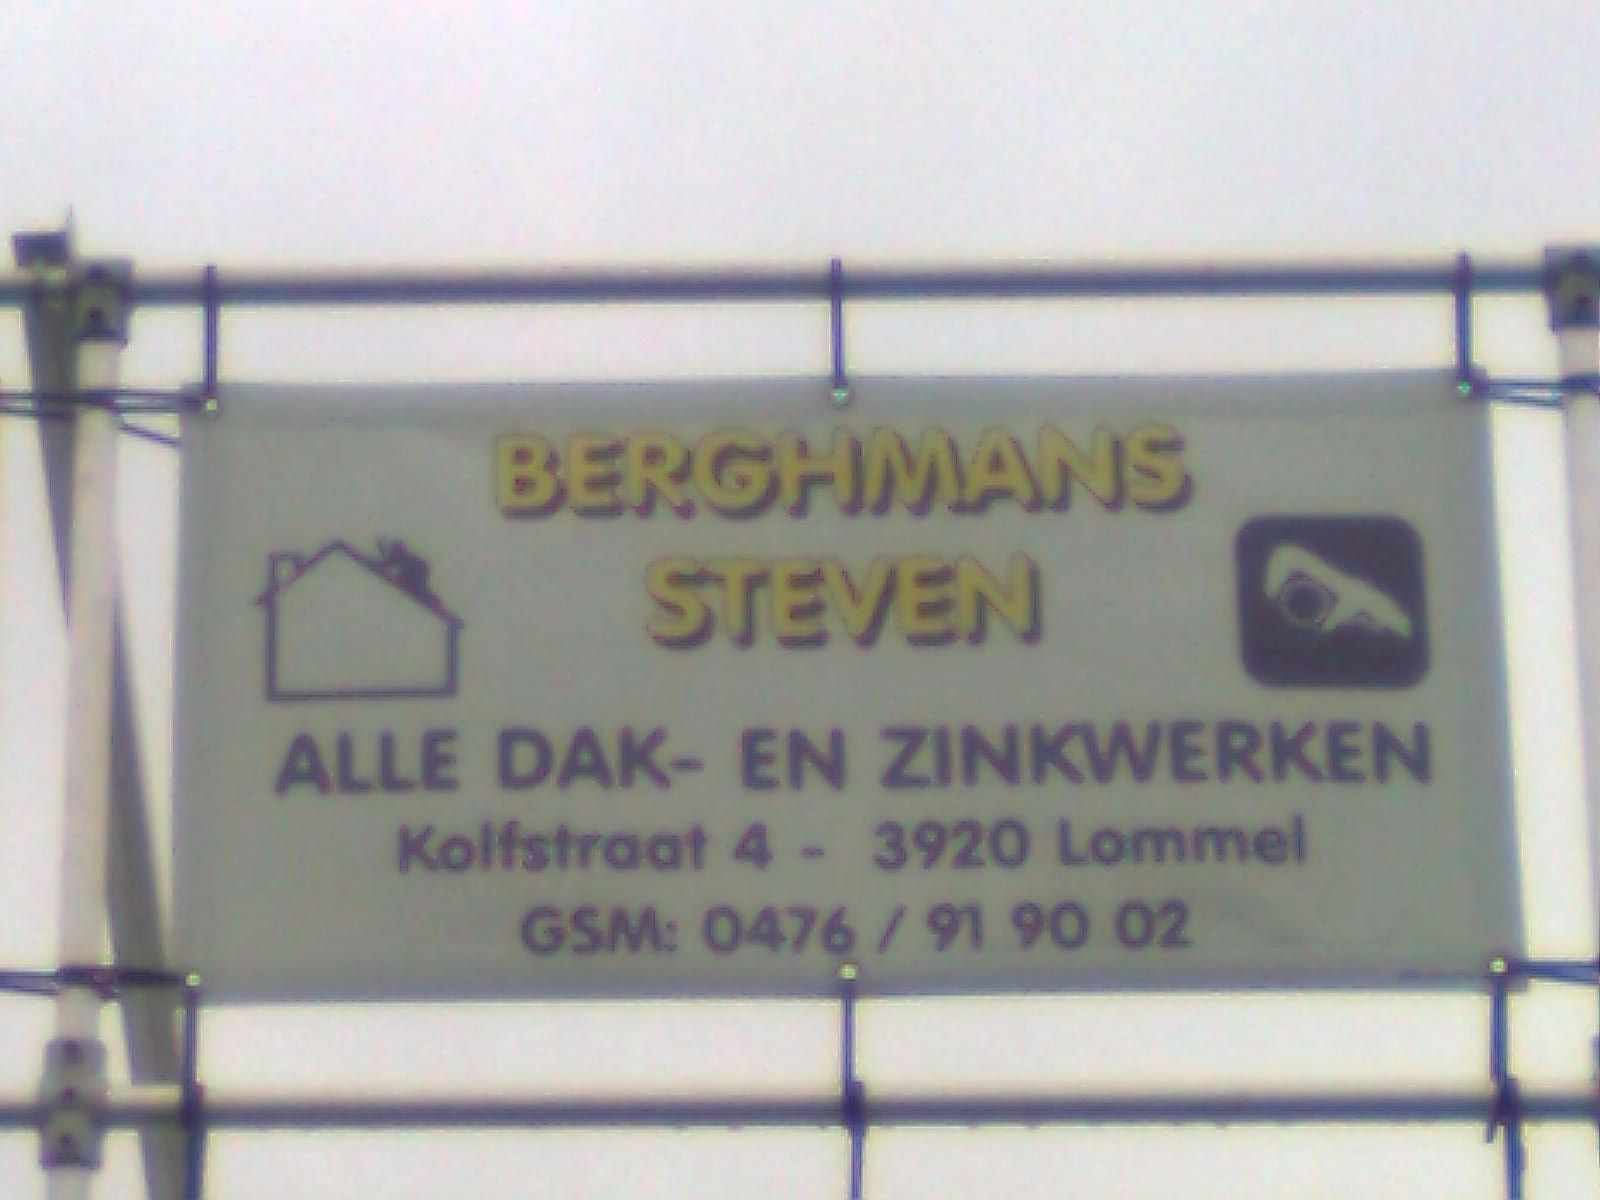 BERGHMANS
STEVEN
ALLE DAK- EN ZINKWERKEN
Kolfstraat 4 - 3920 Lommel
GSM: 0476 / 91 90 02